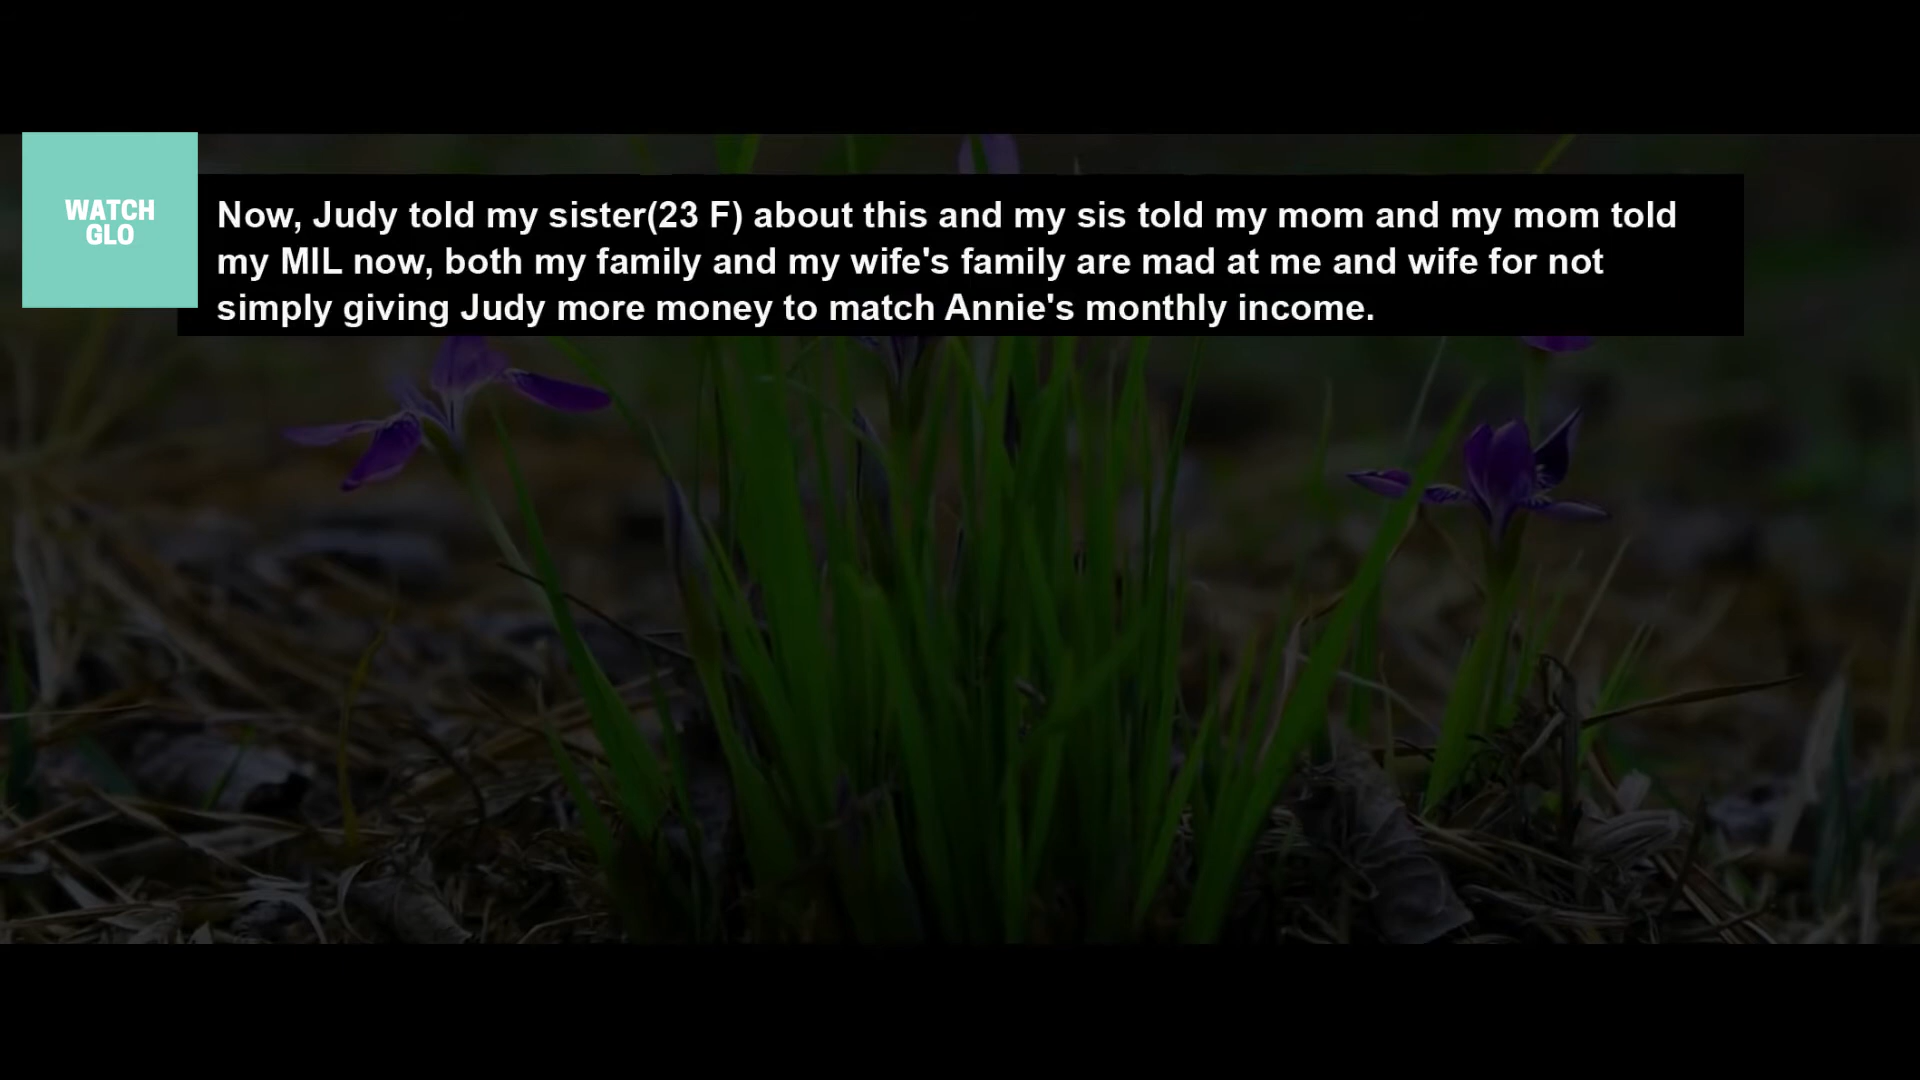 WATCH
GLO
Now, Judy told my sister(23 F) about this and my sis told my mom and my mom told
my MIL now, both my family and my wife's family are mad at me and wife for not
simply giving Judy more money to match Annie's monthly income.